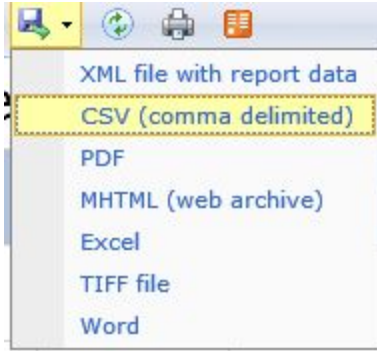 XML file with report data
CSV (comma delimited)
PDF
MHTML (web archive)
Excel
TIFF file
Word